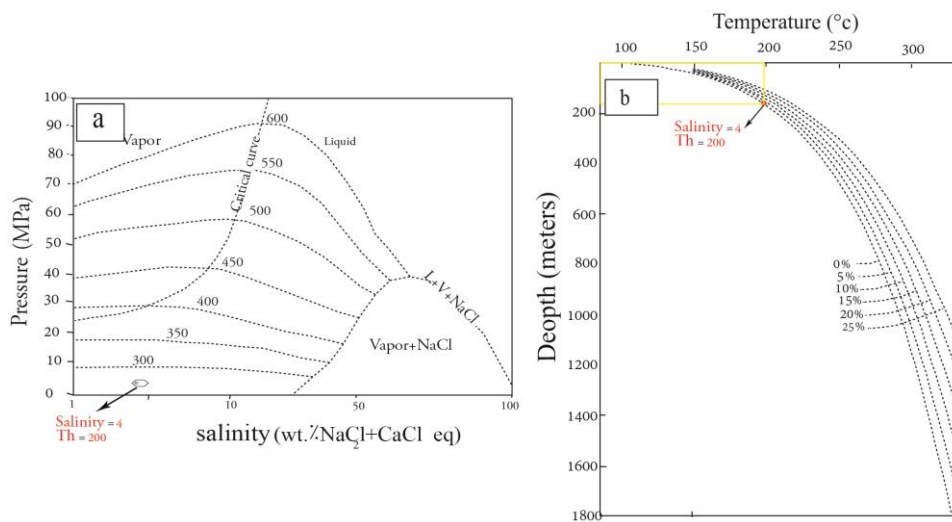 a
100
90
80
70
60
50
40
30
20
10
0
Pressure (MPa)
Vapor
Liquid
Critical curve
600
550
500
450
400
350
300
L+V+NaCl
Vapor+NaCl
1
10
50
100
Salinity = 4
Th = 200
salinity (wt.٪NaCl+CaCl2 eq)
Temperature (°c)
100
150
200
250
300
b
Salinity = 4
Th = 200
Deopth (meters)
200
400
600
800
1000
1200
1400
1600
1800
0%
5%
10%
15%
20%
25%